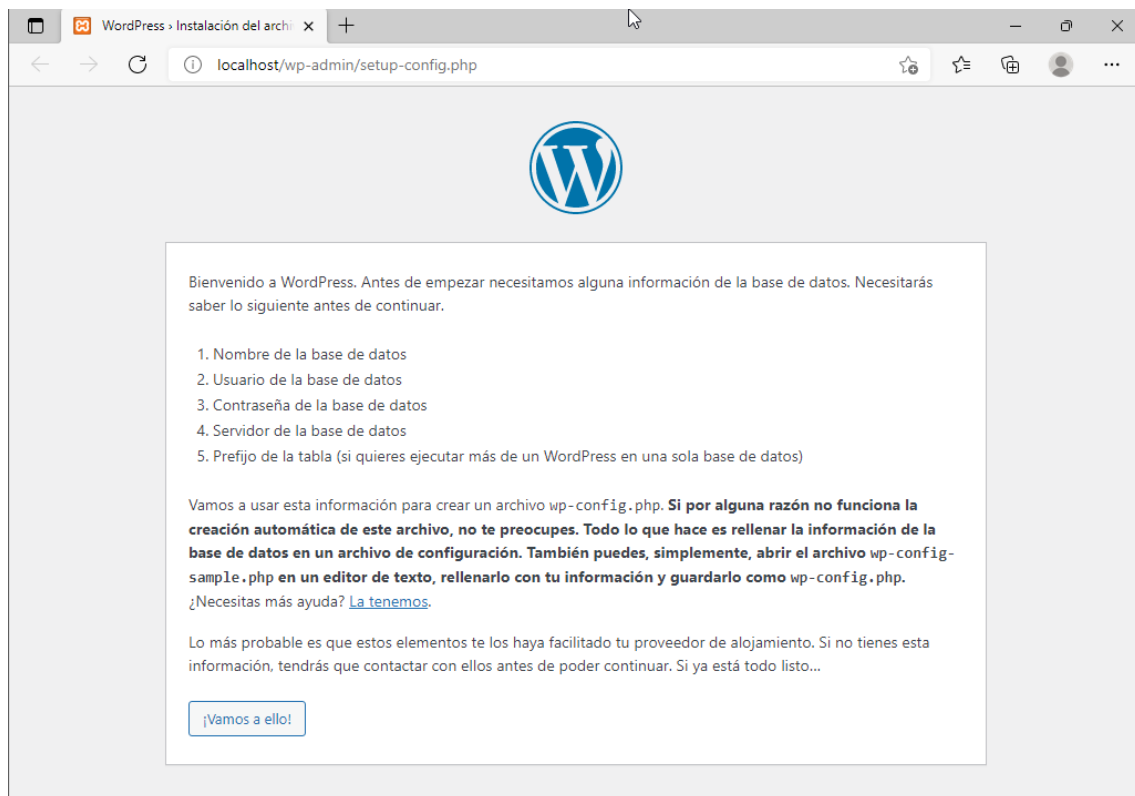 WordPress › Instalación del archi
localhost/wp-admin/setup-config.php
Bienvenido a WordPress. Antes de empezar necesitamos alguna información de la base de datos. Necesitarás
saber lo siguiente antes de continuar.
1. Nombre de la base de datos
2. Usuario de la base de datos
3. Contraseña de la base de datos
4. Servidor de la base de datos
5. Prefijo de la tabla (si quieres ejecutar más de un WordPress en una sola base de datos)
Vamos a usar esta información para crear un archivo wp-config.php. Si por alguna razón no funciona la
creación automática de este archivo, no te preocupes. Todo lo que hace es rellenar la información de la
base de datos en un archivo de configuración. También puedes, simplemente, abrir el archivo wp-config-
sample.php en un editor de texto, rellenarlo con tu información y guardarlo como wp-config.php.
¿Necesitas más ayuda? La tenemos.
Lo más probable es que estos elementos te los haya facilitado tu proveedor de alojamiento. Si no tienes esta
información, tendrás que contactar con ellos antes de poder continuar. Si ya está todo listo...
¡Vamos a ello!